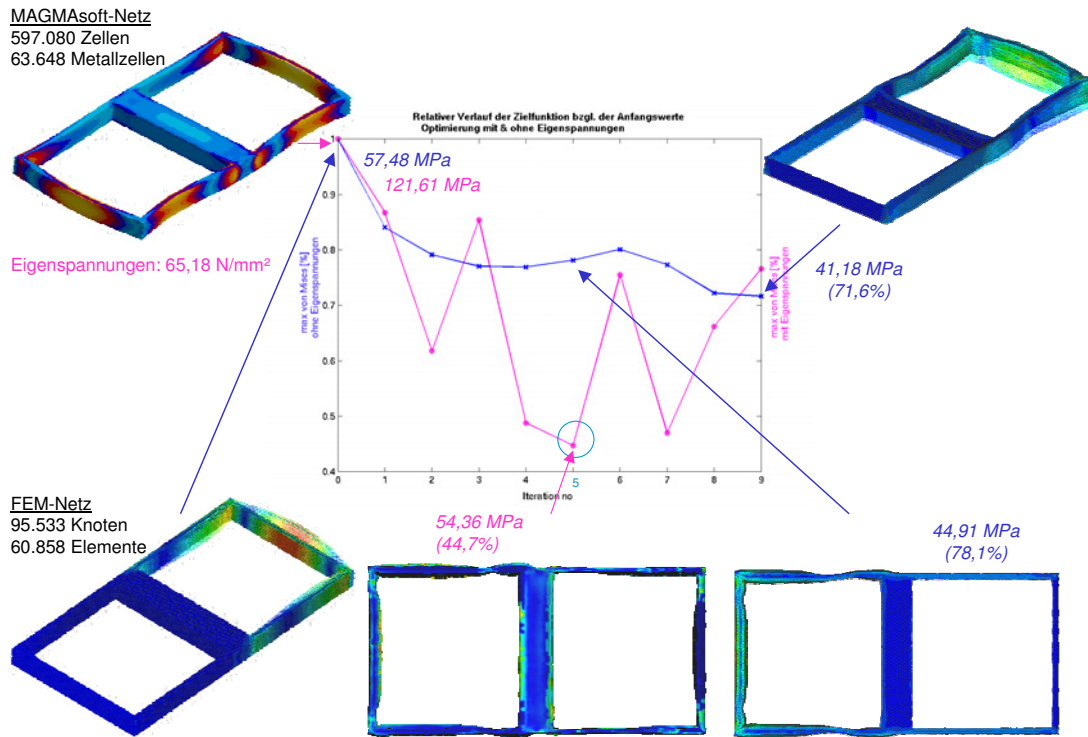 MAGMAsoft-Netz
597.080 Zellen
63.648 Metallzellen
Relativer Verlauf der Zielfunktion bzgl. der Anfangswerte
Optimierung mit & ohne Eigenspannungen
57,48 MPa
121,61 MPa
Eigenspannungen: 65,18 N/mm²
41,18 MPa
(71,6%)
max von Mises [%]
ohne Eigenspannungen
max von Mises [%]
mit Eigenspannungen
1
0.9
0.8
0.7
0.6
0.5
0.4
0 1 2 3 4 5 6 7 8 9
Iteration no
FEM-Netz
95.533 Knoten
60.858 Elemente
54,36 MPa
(44,7%)
44,91 MPa
(78,1%)